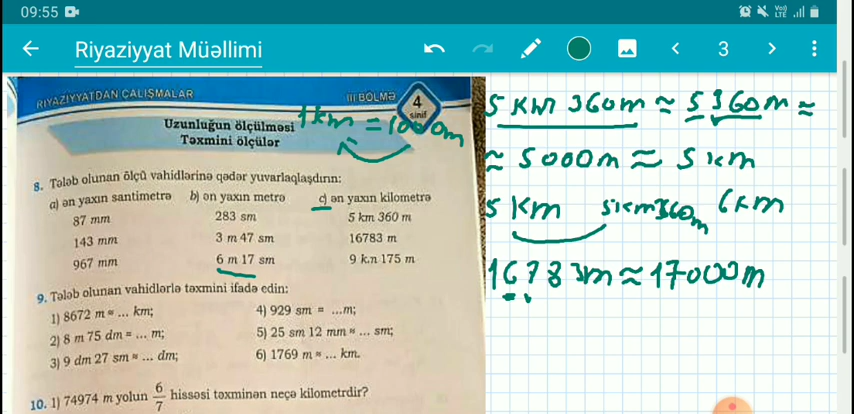 09:55
Vo) LTE
Riyaziyyat Müəllimi
3
RIYAZIYYATDAN ÇALIŞMALAR
III BÖLMƏ
4
sinif
Uzunluğun ölçülməsi
Təxmini ölçülər
1km = 1000m
8. Tələb olunan ölçü vahidlərinə qədər yuvarlaqlaşdırın:
a) ən yaxın santimetrə b) ən yaxın metrə c) ən yaxın kilometrə
87 mm 283 sm 5 km 360 m
143 mm 3 m 47 sm 16783 m
967 mm 6 m 17 sm 9 k.n 175 m
9. Tələb olunan vahidlərlə təxmini ifadə edin:
1) 8672 m ≈ ... km; 4) 929 sm = ...m;
2) 8 m 75 dm = ... m; 5) 25 sm 12 mm ≈ ... sm;
3) 9 dm 27 sm ≈ ... dm; 6) 1769 m ≈ ... km.
10. 1) 74974 m yolun 6/7 hissəsi təxminən neçə kilometrdir?
5 km 360m ≈ 5360m ≈
≈ 5000m ≈ 5 km
5 km 5km360m 6km
16783m ≈ 17000m